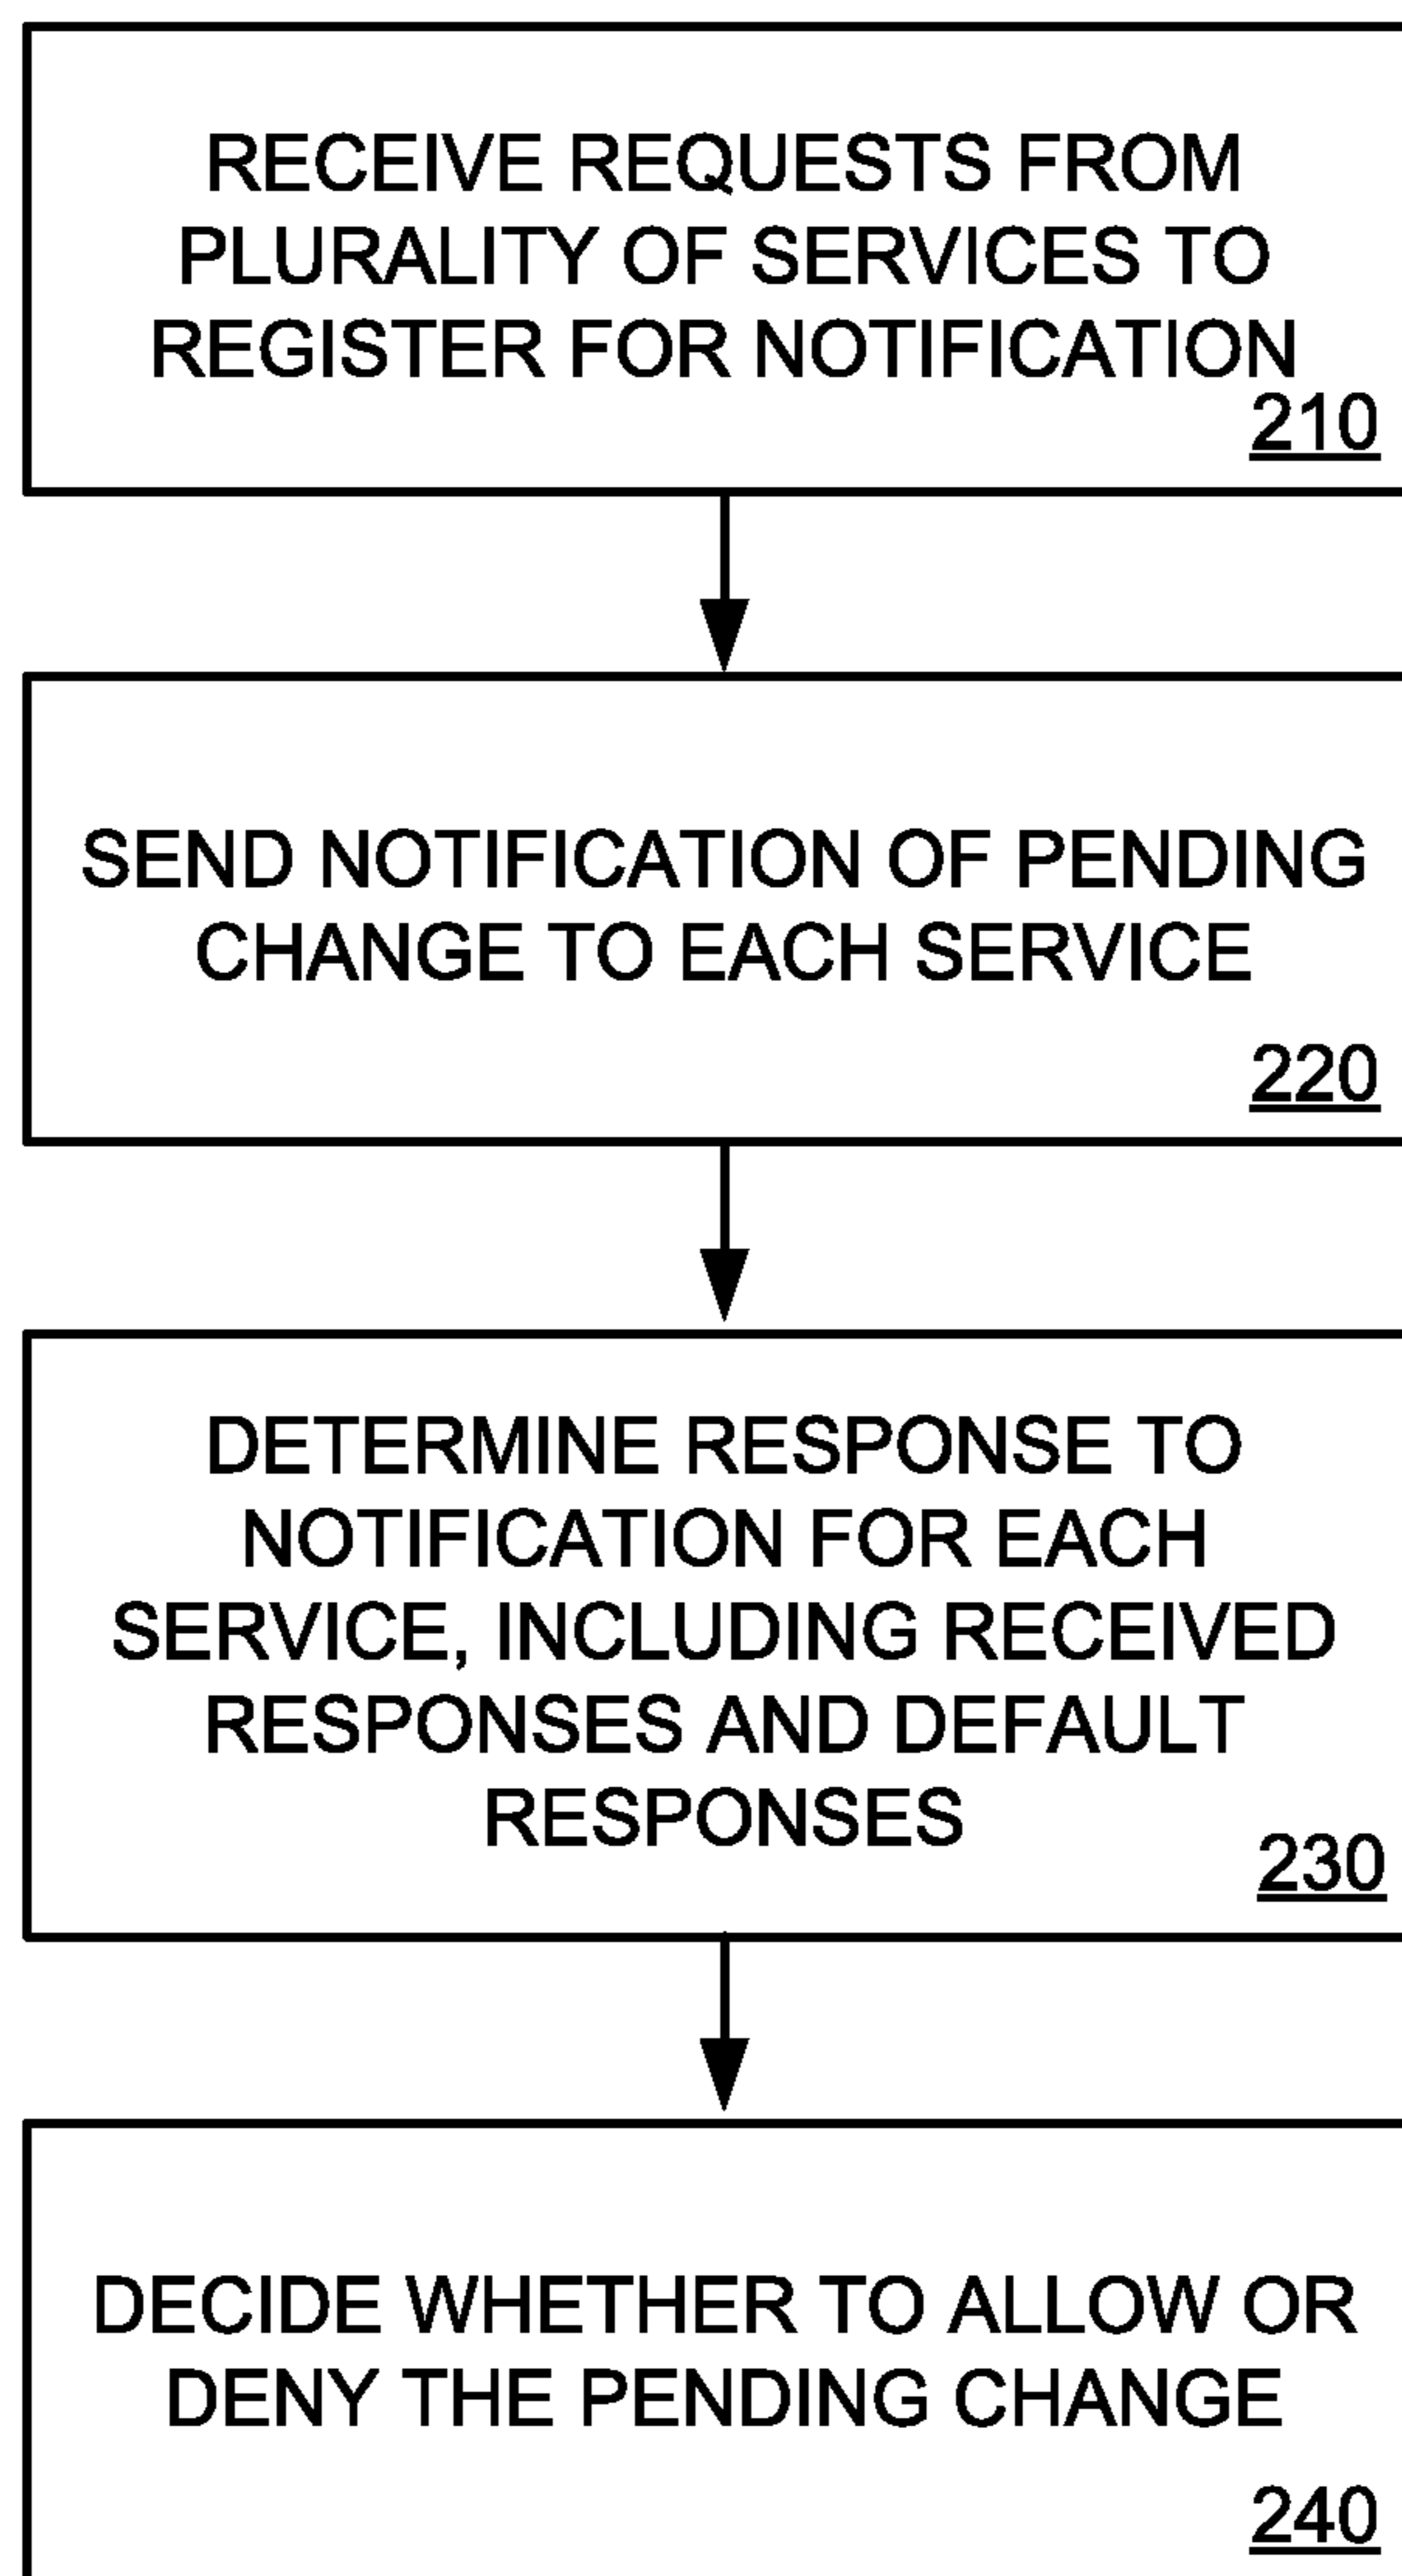 RECEIVE REQUESTS FROM
PLURALITY OF SERVICES TO
REGISTER FOR NOTIFICATION
210
SEND NOTIFICATION OF PENDING
CHANGE TO EACH SERVICE
220
DETERMINE RESPONSE TO
NOTIFICATION FOR EACH
SERVICE, INCLUDING RECEIVED
RESPONSES AND DEFAULT
RESPONSES
230
DECIDE WHETHER TO ALLOW OR
DENY THE PENDING CHANGE
240